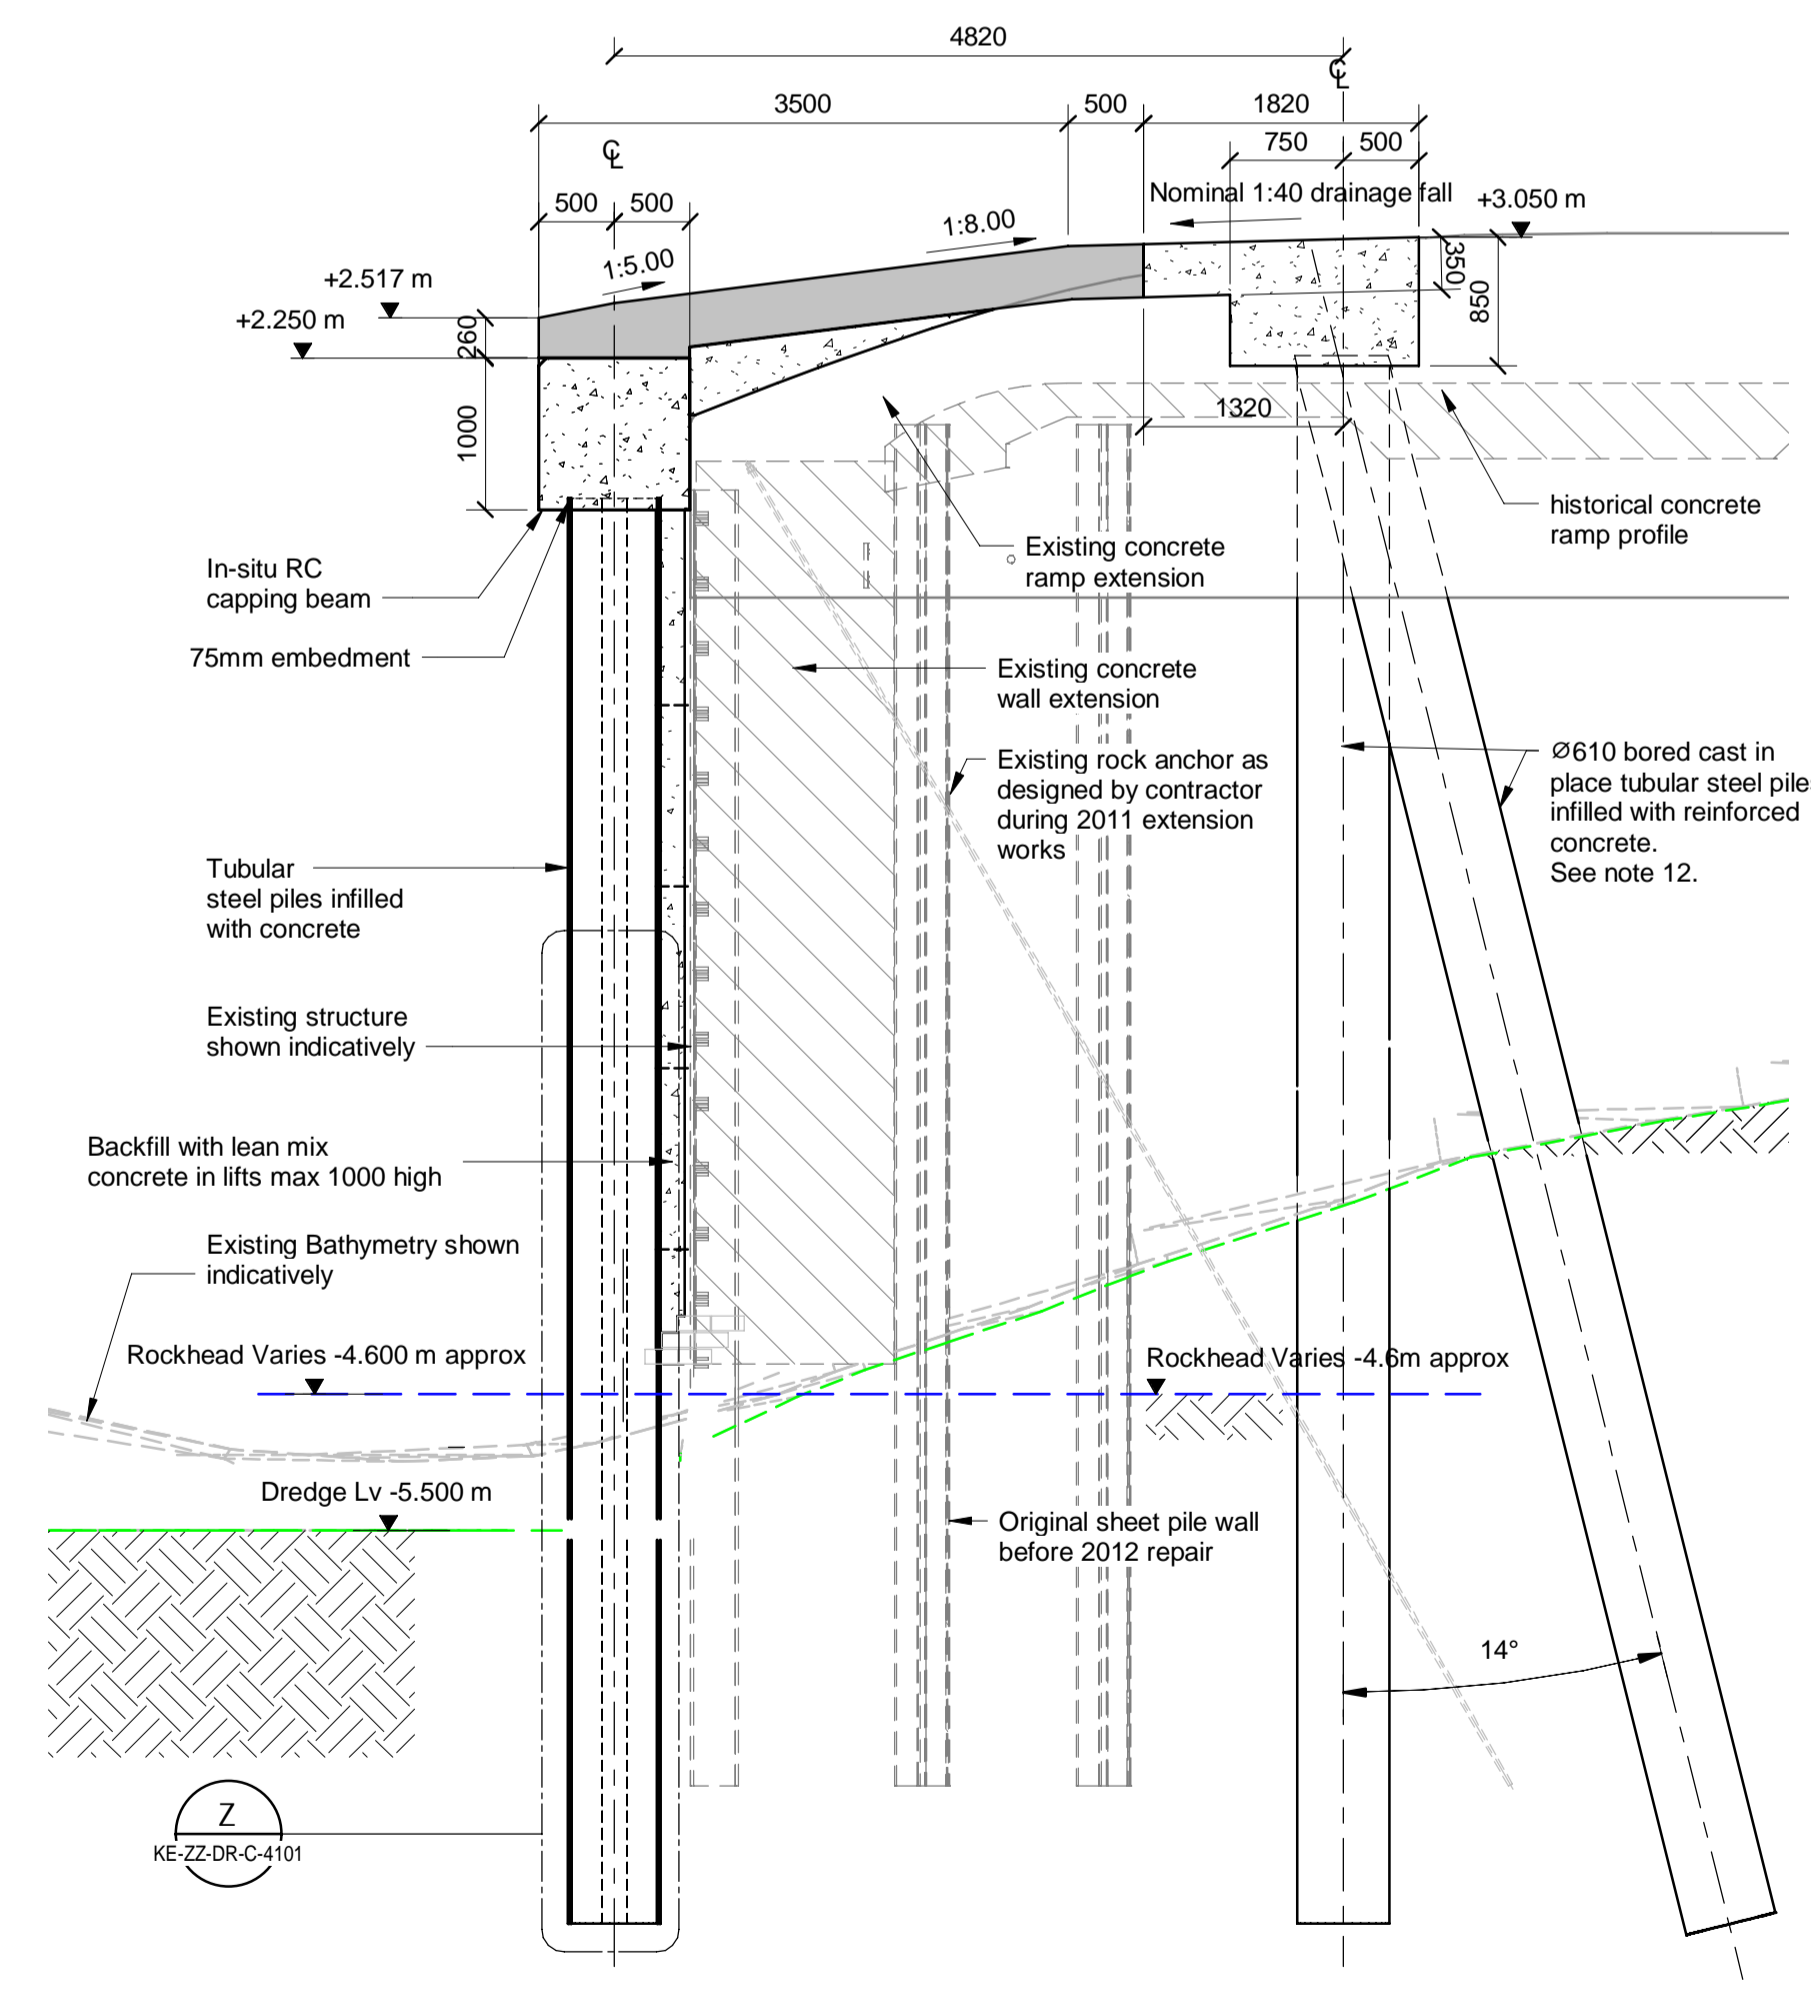 4820
℄
3500
500
1820
750
500
℄
500
500
Nominal 1:40 drainage fall
+3.050 m
1:8.00
1:5.00
350
850
+2.517 m
+2.250 m
260
1000
1320
historical concrete
ramp profile
In-situ RC
capping beam
Existing concrete
ramp extension
75mm embedment
Existing concrete
wall extension
Existing rock anchor as
designed by contractor
during 2011 extension
works
Ø610 bored cast in
place tubular steel piles
infilled with reinforced
concrete.
See note 12.
Tubular
steel piles infilled
with concrete
Existing structure
shown indicatively
Backfill with lean mix
concrete in lifts max 1000 high
Existing Bathymetry shown
indicatively
Rockhead Varies -4.600 m approx
Rockhead Varies -4.6m approx
Dredge Lv -5.500 m
Original sheet pile wall
before 2012 repair
14°
Z
KE-ZZ-DR-C-4101